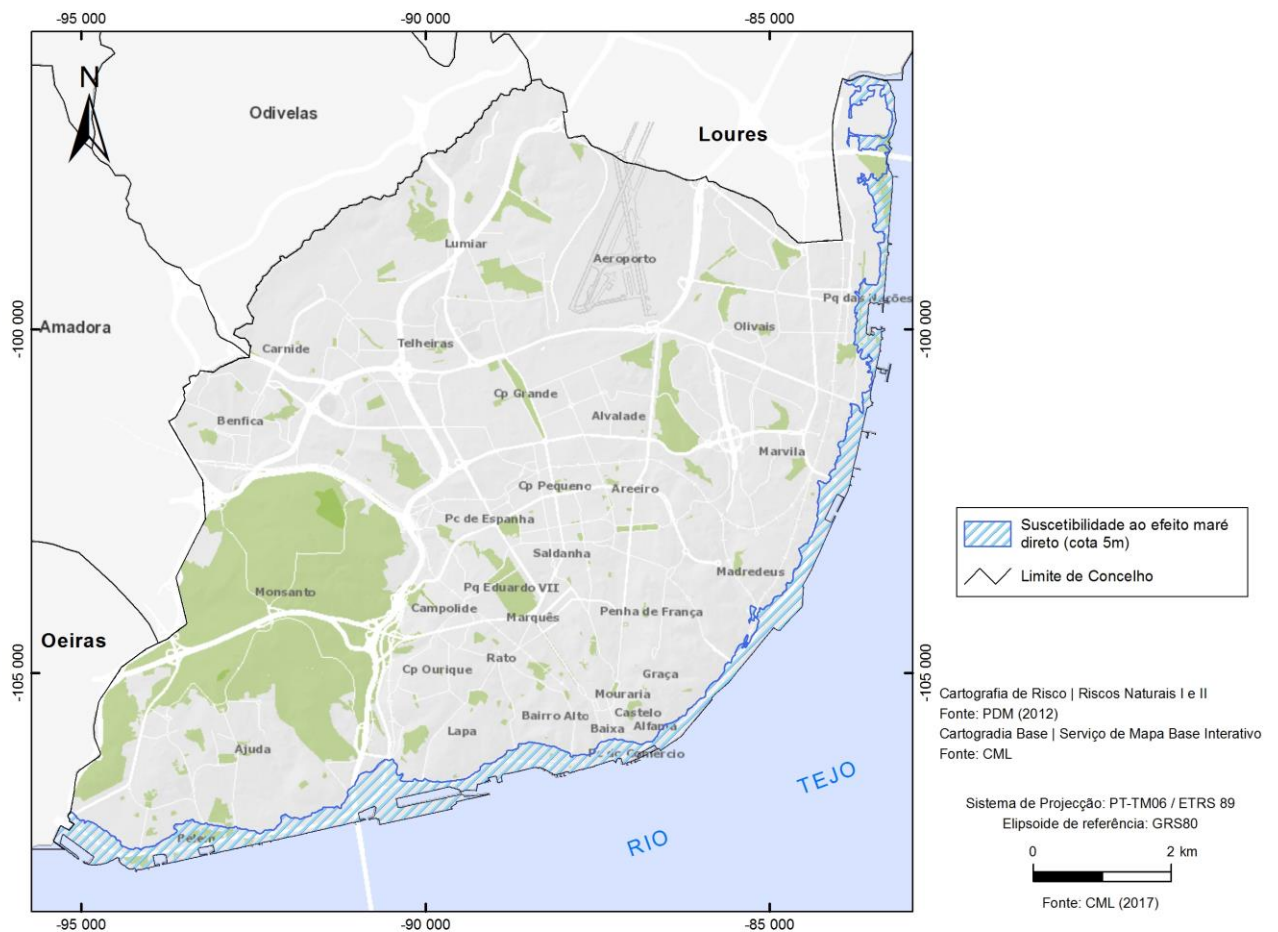 -95 000
-90 000
-85 000
N
Odivelas
Loures
Lumiar
Aeroporto
Pq das Nações
-100 000
-100 000
Amadora
Olivais
Carnide
Telheiras
Cp Grande
Benfica
Alvalade
Marvila
Cp Pequeno
Areeiro
Pc de Espanha
Saldanha
Madredeus
Pq Eduardo VII
Monsanto
Campolide
Marquês
Penha de França
Oeiras
Rato
Cp Ourique
Graça
-105 000
-105 000
Mouraria
Castelo
Bairro Alto
Baixa
Alfama
Lapa
Ajuda
Pc do Comércio
Belém
RIO
TEJO
-95 000
-90 000
-85 000
Suscetibilidade ao efeito maré
direto (cota 5m)
Limite de Concelho
Cartografia de Risco | Riscos Naturais I e II
Fonte: PDM (2012)
Cartogradia Base | Serviço de Mapa Base Interativo
Fonte: CML
Sistema de Projecção: PT-TM06 / ETRS 89
Elipsoide de referência: GRS80
0 2 km
Fonte: CML (2017)